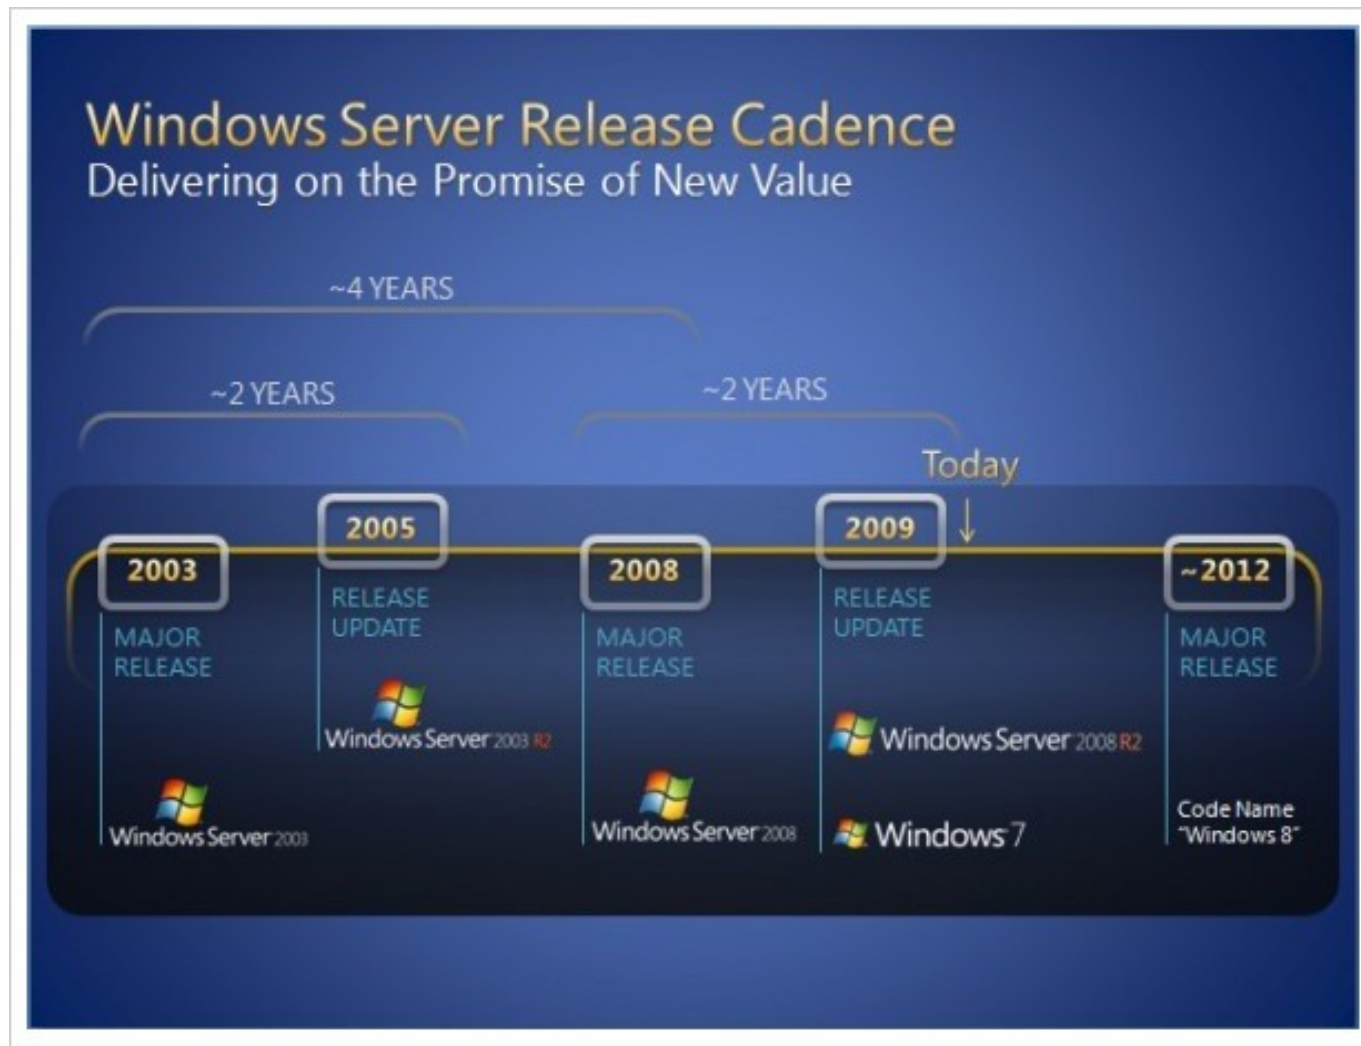 Windows Server Release Cadence
Delivering on the Promise of New Value
~4 YEARS
~2 YEARS
~2 YEARS
Today
2003
MAJOR
RELEASE
Windows Server 2003
2005
RELEASE
UPDATE
Windows Server 2003 R2
2008
MAJOR
RELEASE
Windows Server 2008
2009
RELEASE
UPDATE
Windows Server 2008 R2
Windows 7
~2012
MAJOR
RELEASE
Code Name
"Windows 8"